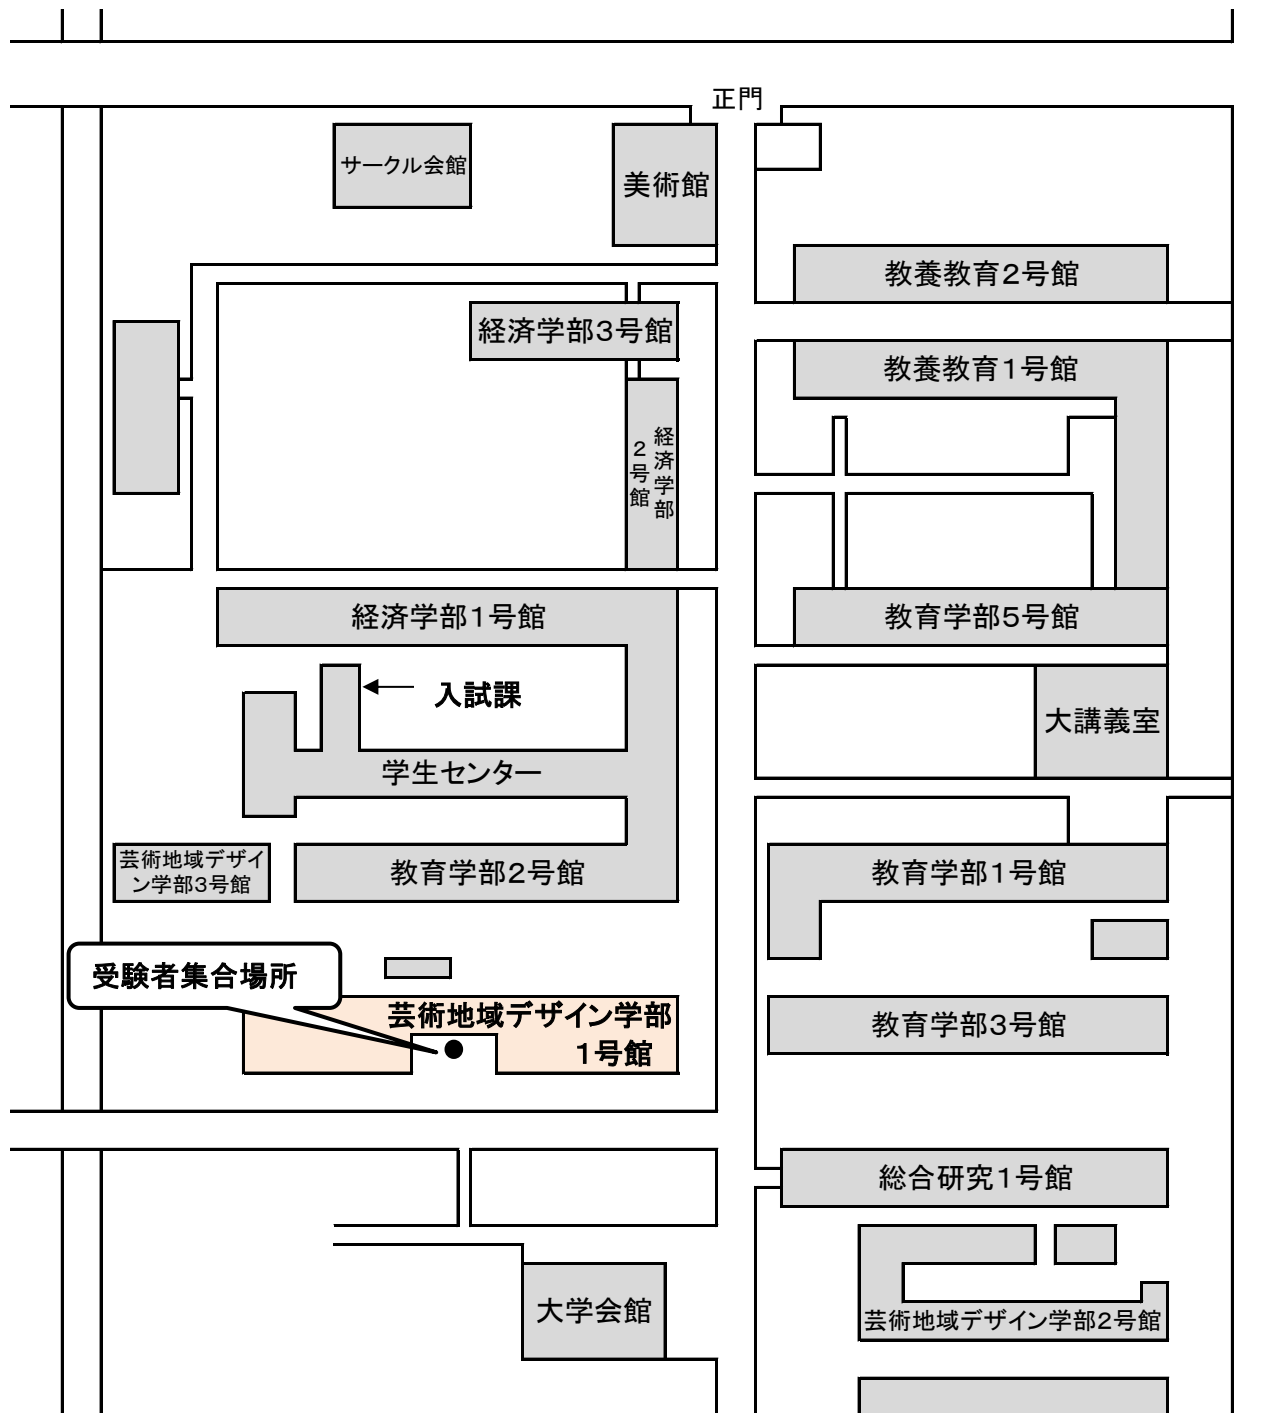 正門
サークル会館
美術館
教養教育2号館
経済学部3号館
教養教育1号館
経済学部
2号館
経済学部1号館
教育学部5号館
入試課
大講義室
学生センター
芸術地域デザイ
ン学部3号館
教育学部2号館
教育学部1号館
受験者集合場所
芸術地域デザイン学部
1号館
教育学部3号館
総合研究1号館
大学会館
芸術地域デザイン学部2号館